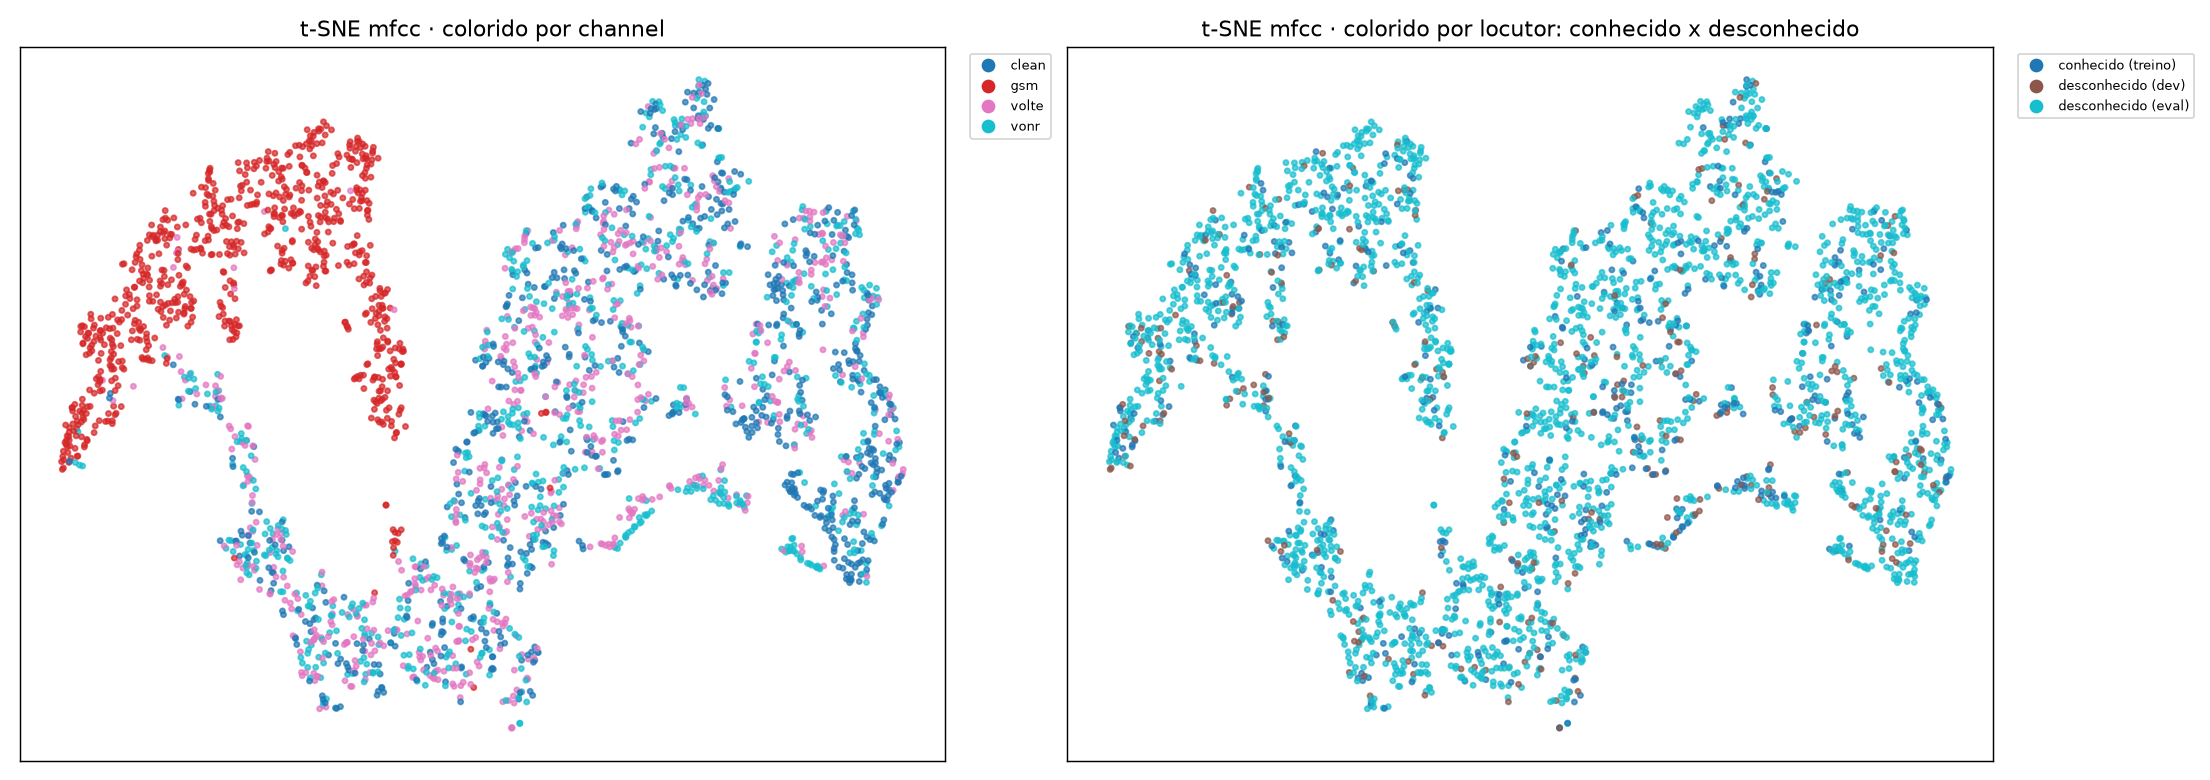 t-SNE mfcc · colorido por channel
clean
gsm
volte
vonr
t-SNE mfcc · colorido por locutor: conhecido x desconhecido
conhecido (treino)
desconhecido (dev)
desconhecido (eval)